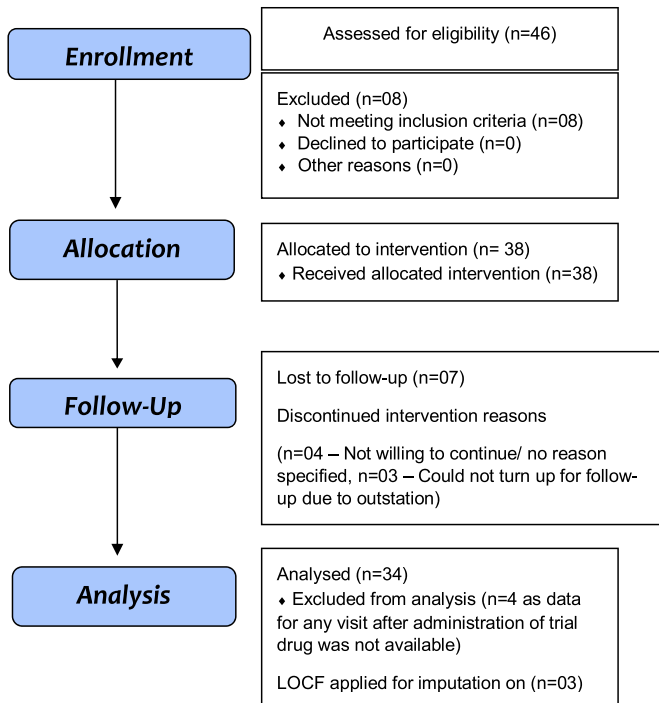 Enrollment
Assessed for eligibility (n=46)
Excluded (n=08)
♦ Not meeting inclusion criteria (n=08)
♦ Declined to participate (n=0)
♦ Other reasons (n=0)
Allocation
Allocated to intervention (n= 38)
♦ Received allocated intervention (n=38)
Follow-Up
Lost to follow-up (n=07)
Discontinued intervention reasons
(n=04 – Not willing to continue/ no reason
specified, n=03 – Could not turn up for follow-
up due to outstation)
Analysis
Analysed (n=34)
♦ Excluded from analysis (n=4 as data
for any visit after administration of trial
drug was not available)
LOCF applied for imputation on (n=03)